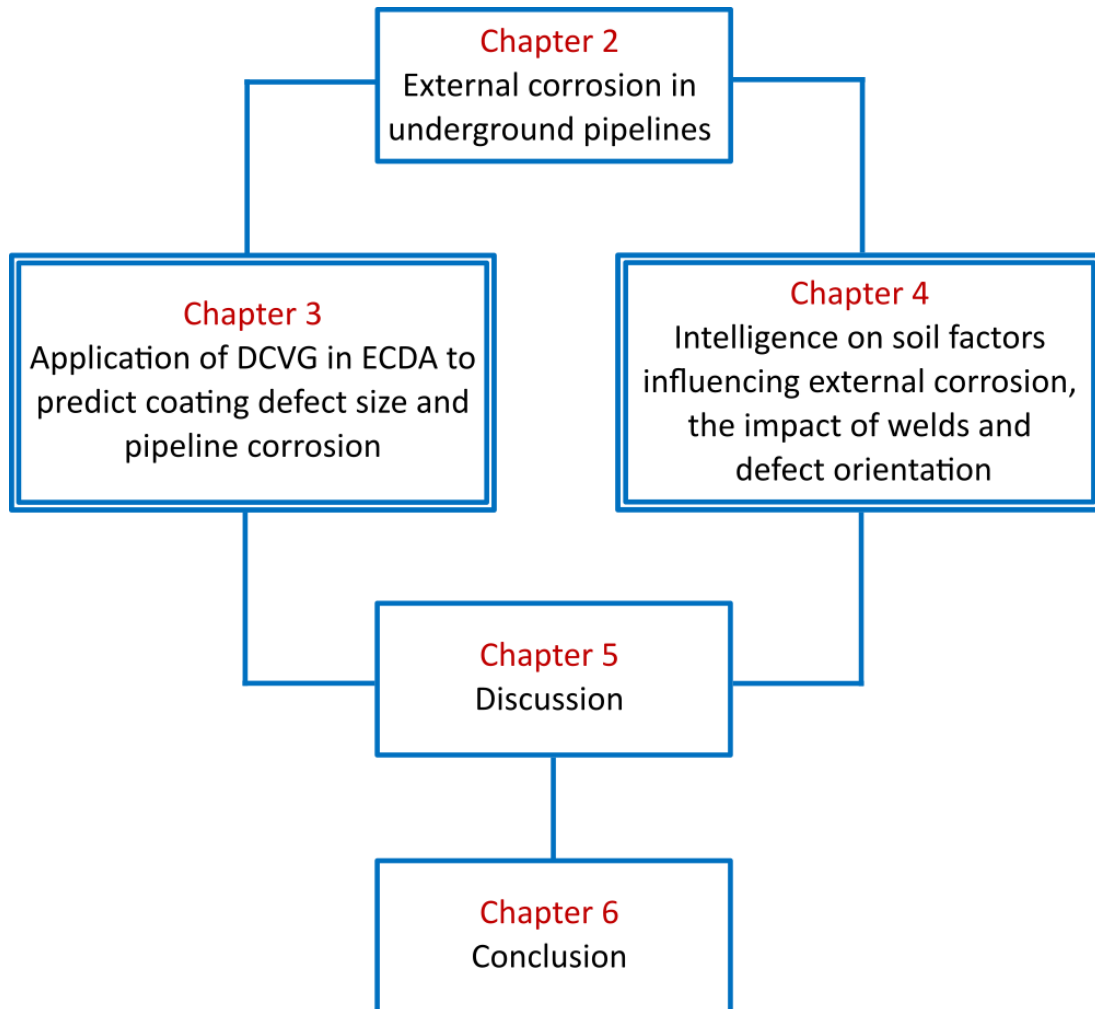 Chapter 2
External corrosion in
underground pipelines
Chapter 3
Application of DCVG in ECDA to
predict coating defect size and
pipeline corrosion
Chapter 4
Intelligence on soil factors
influencing external corrosion,
the impact of welds and
defect orientation
Chapter 5
Discussion
Chapter 6
Conclusion